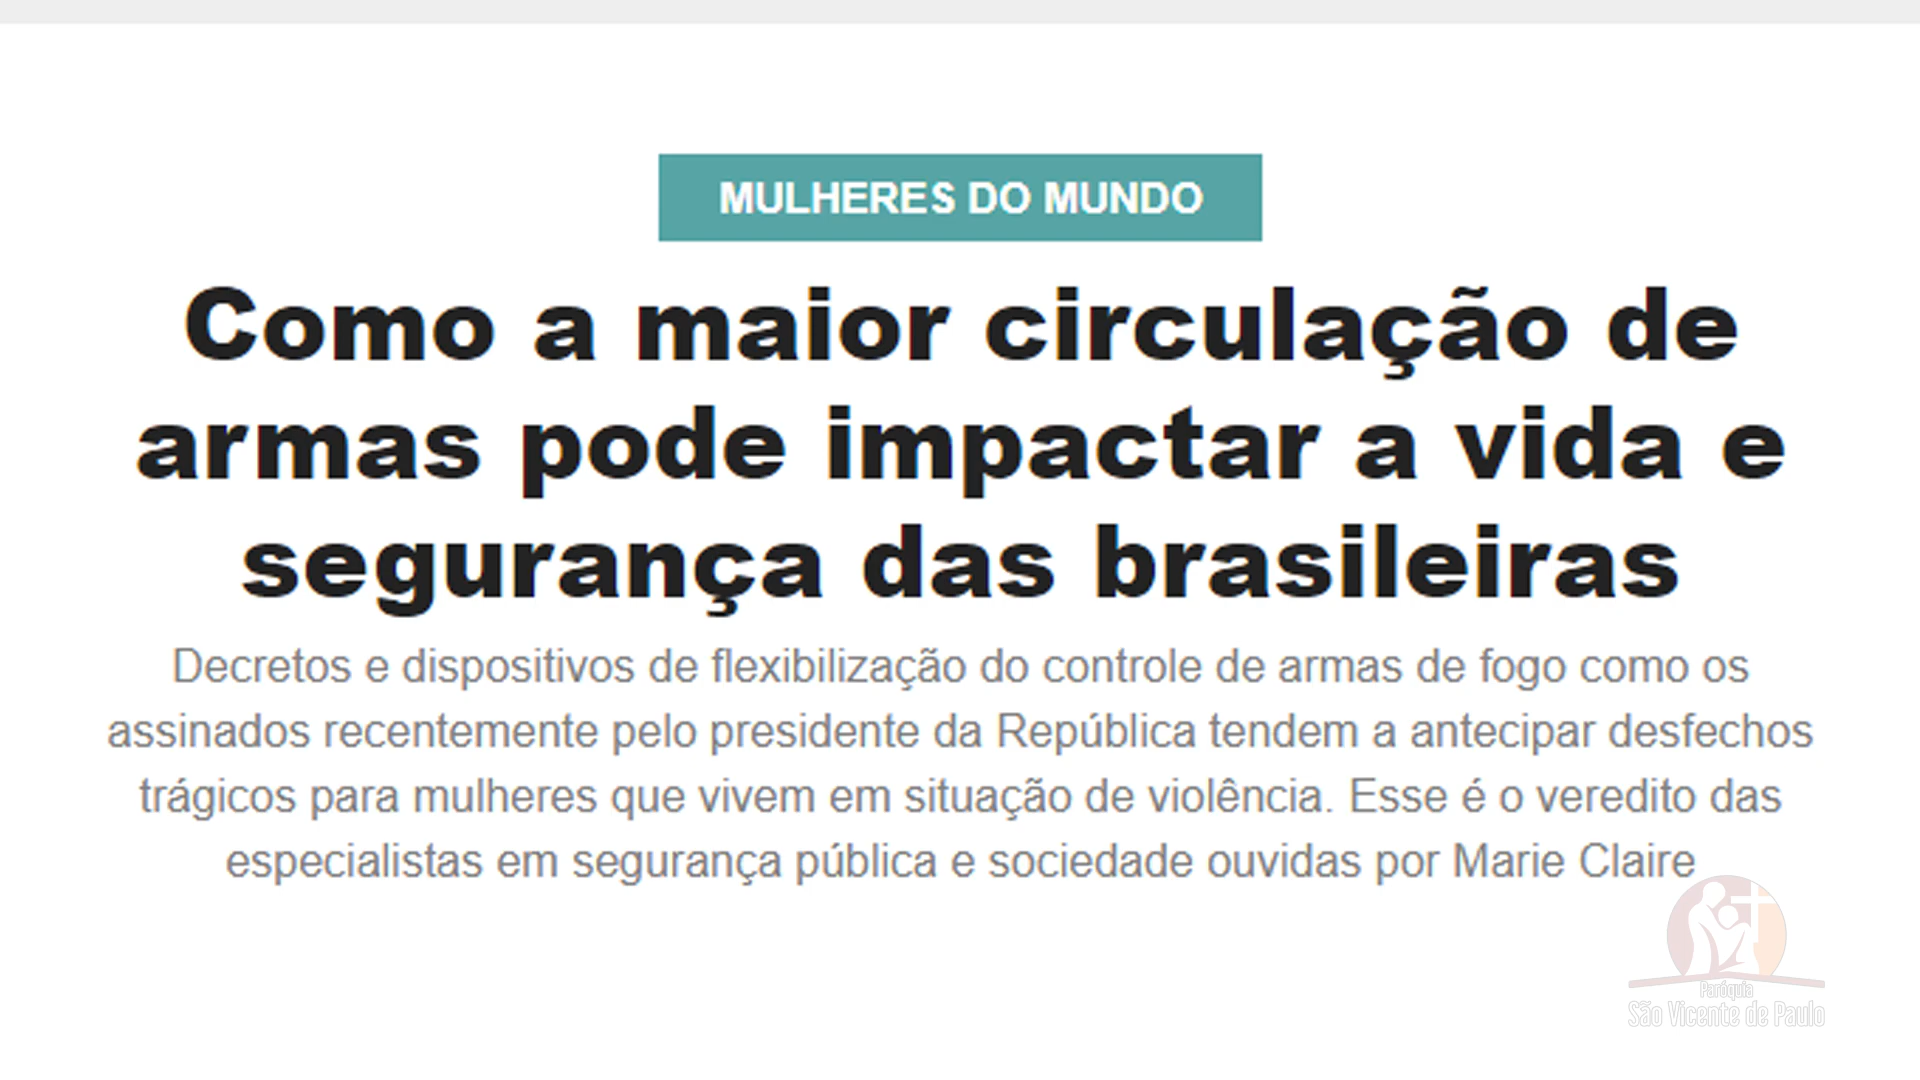 MULHERES DO MUNDO
Como a maior circulação de
armas pode impactar a vida e
segurança das brasileiras
Decretos e dispositivos de flexibilização do controle de armas de fogo como os
assinados recentemente pelo presidente da República tendem a antecipar desfechos
trágicos para mulheres que vivem em situação de violência. Esse é o veredito das
especialistas em segurança pública e sociedade ouvidas por Marie Claire
Paróquia
São Vicente de Paulo